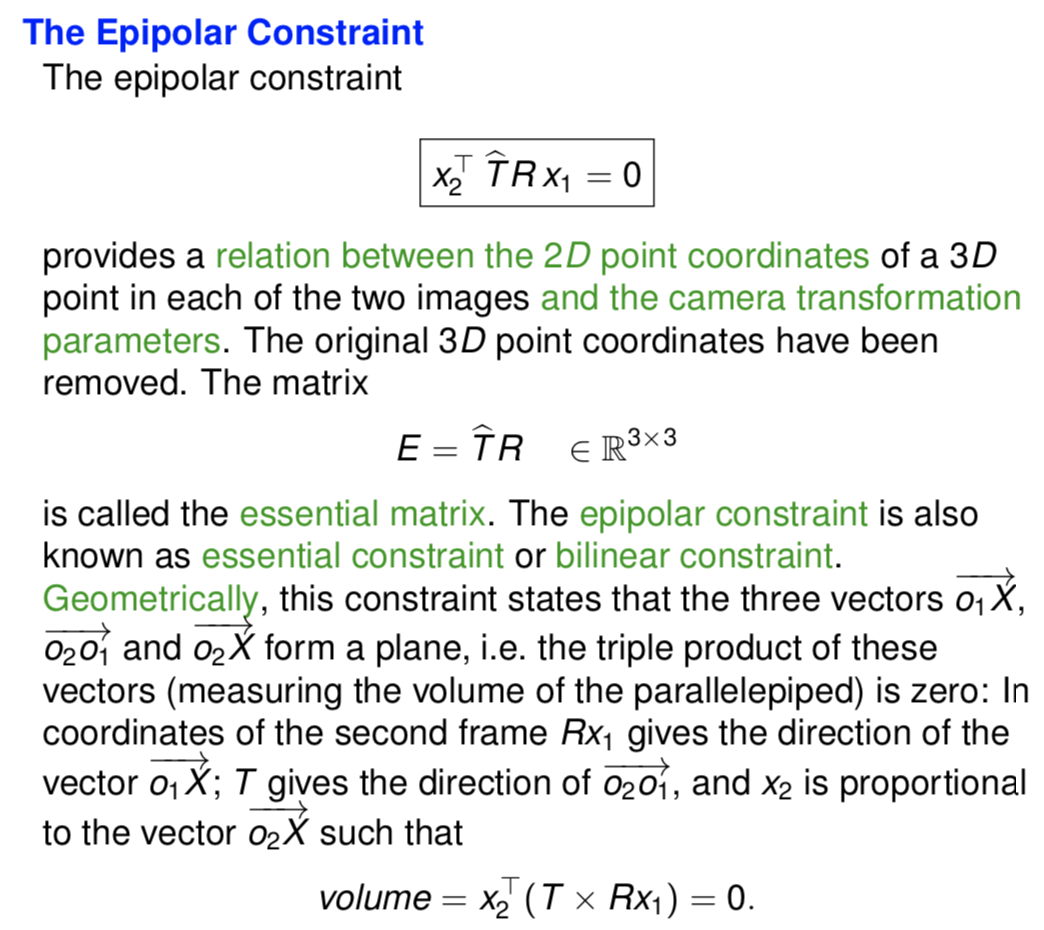 The Epipolar Constraint
The epipolar constraint
$x_2^\top \widehat{T} R x_1 = 0$
provides a relation between the 2D point coordinates of a 3D
point in each of the two images and the camera transformation
parameters. The original 3D point coordinates have been
removed. The matrix
$E = \widehat{T} R \quad \in \mathbb{R}^{3 \times 3}$
is called the essential matrix. The epipolar constraint is also
known as essential constraint or bilinear constraint.
Geometrically, this constraint states that the three vectors $\overrightarrow{o_1 X}$,
$\overrightarrow{o_2 o_1}$ and $\overrightarrow{o_2 X}$ form a plane, i.e. the triple product of these
vectors (measuring the volume of the parallelepiped) is zero: In
coordinates of the second frame $Rx_1$ gives the direction of the
vector $\overrightarrow{o_1 X}$; $T$ gives the direction of $\overrightarrow{o_2 o_1}$, and $x_2$ is proportional
to the vector $\overrightarrow{o_2 X}$ such that
$volume = x_2^\top (T \times Rx_1) = 0.$